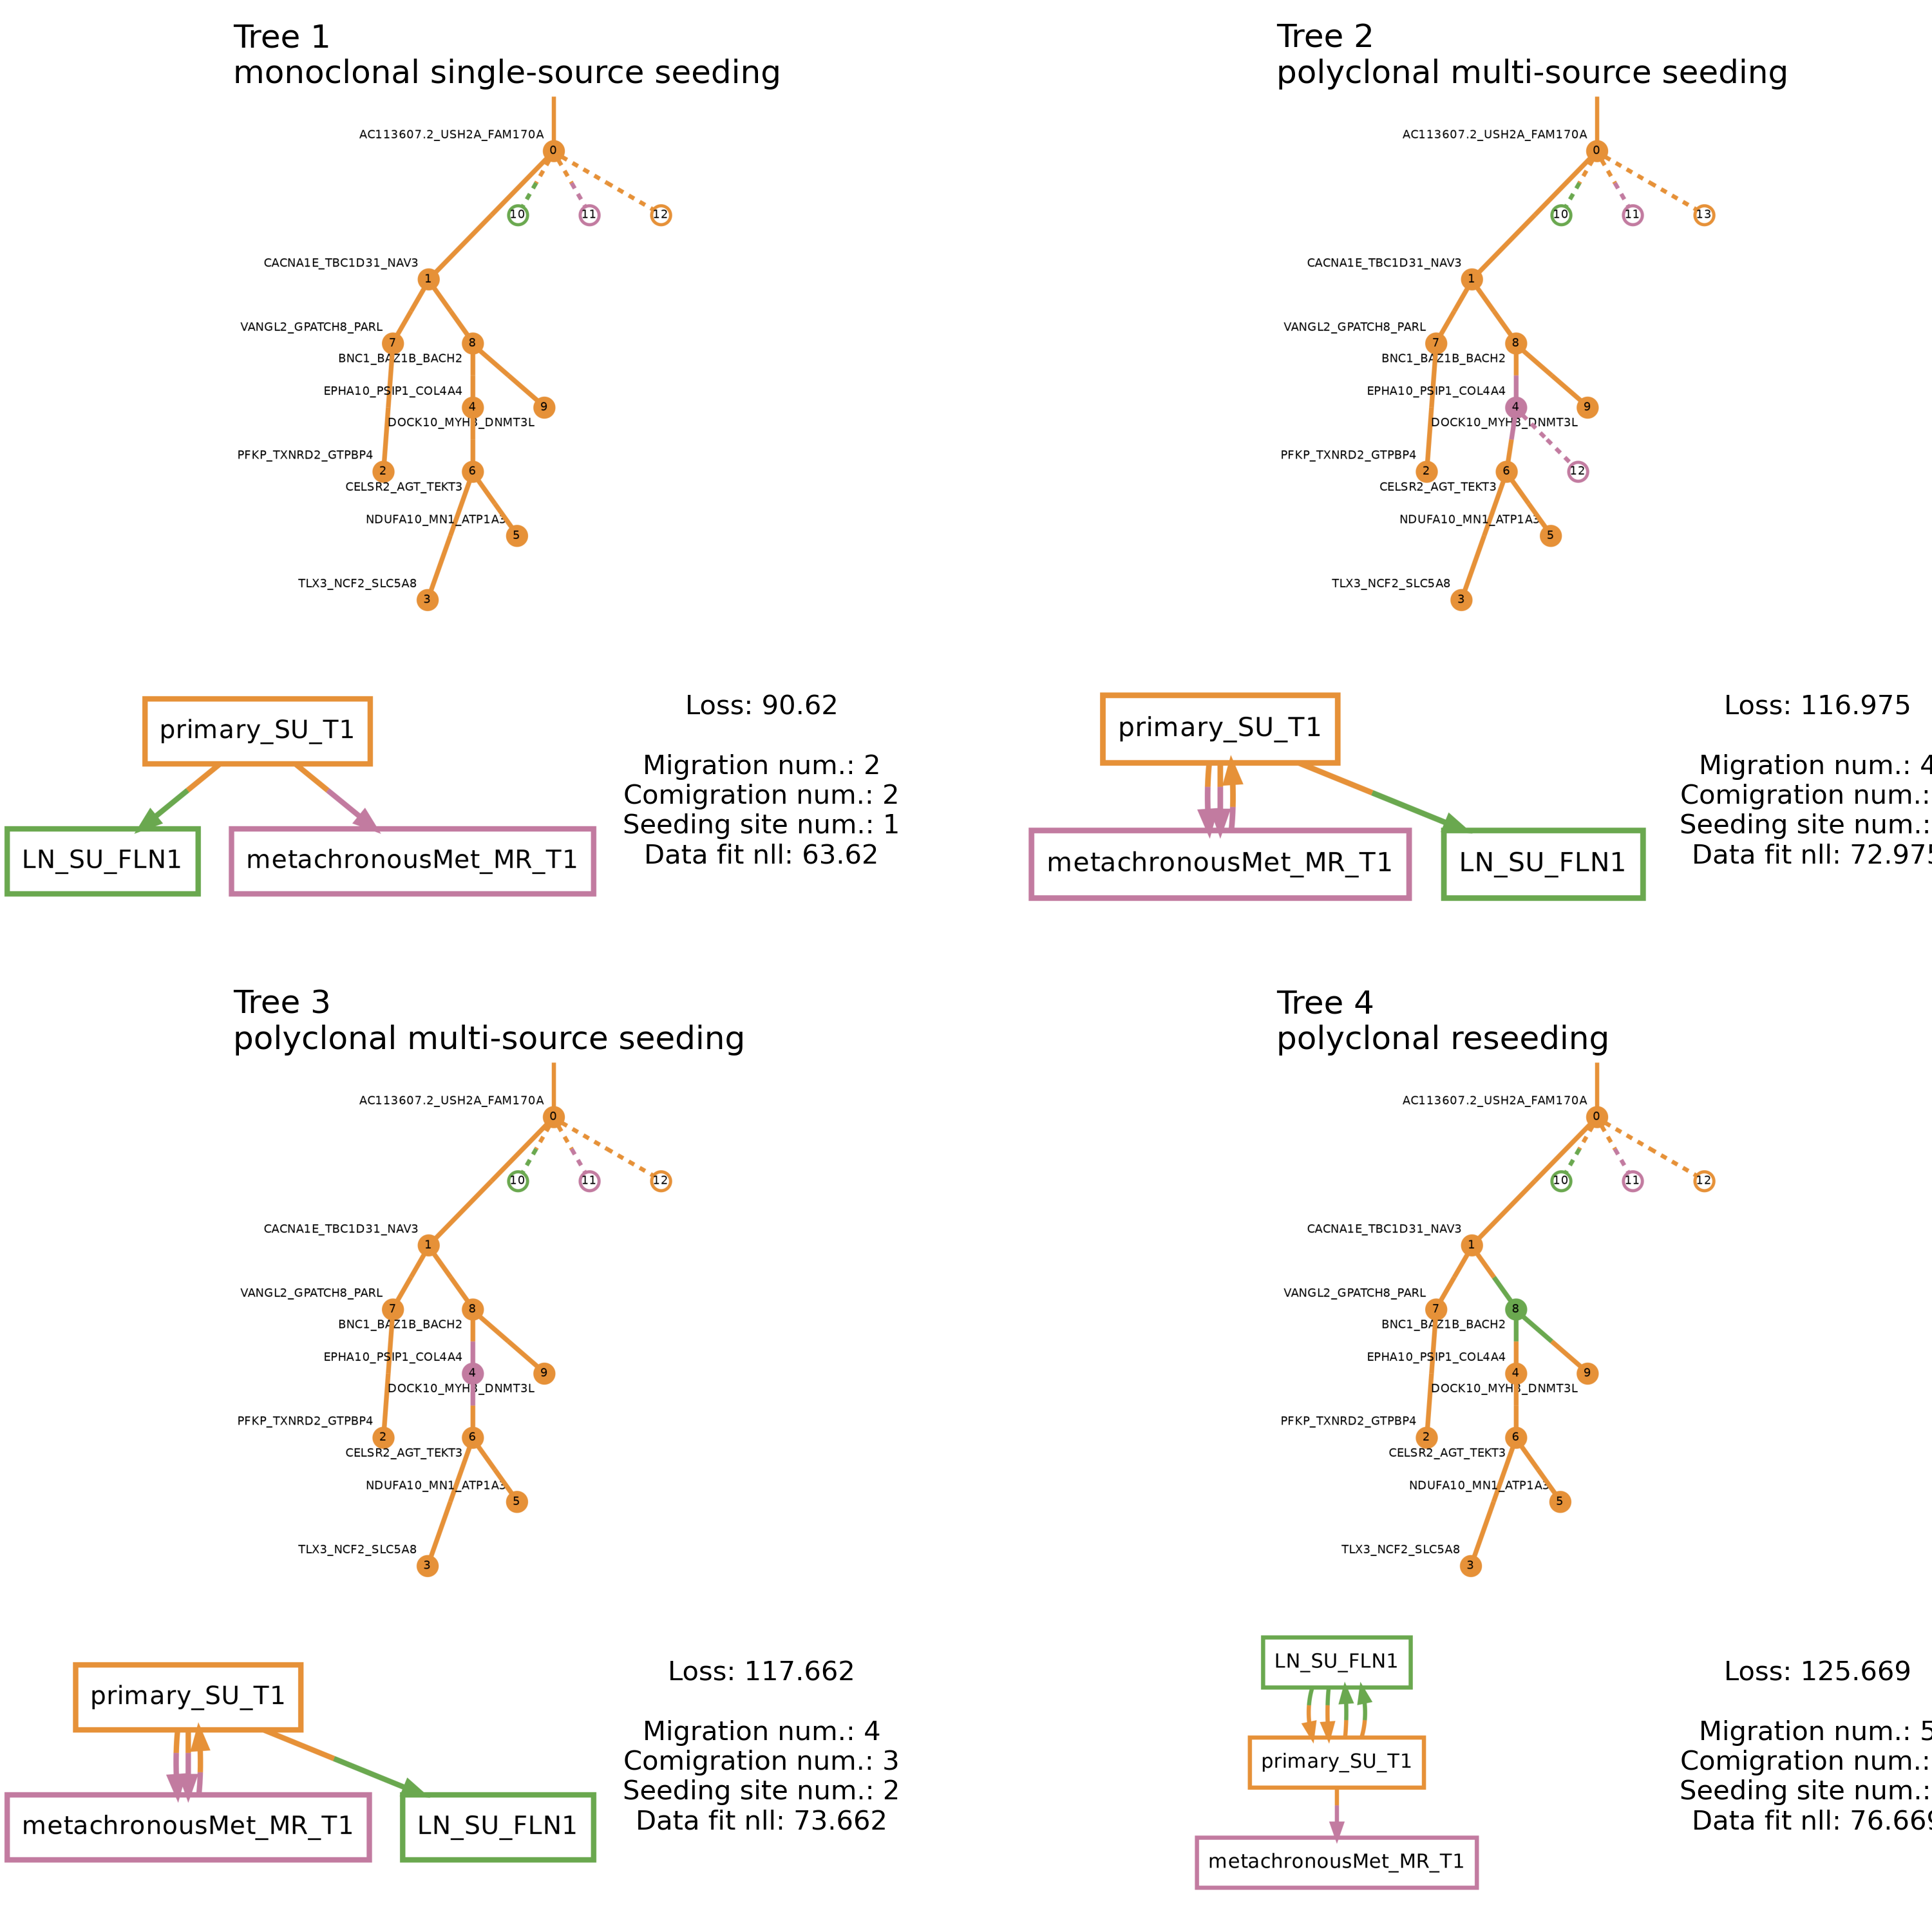 Tree 1
monoclonal single-source seeding
AC113607.2_USH2A_FAM170A
0
10
11
12
CACNA1E_TBC1D31_NAV3
1
VANGL2_GPATCH8_PARL
7
8
BNC1_BAZ1B_BACH2
EPHA10_PSIP1_COL4A4
4
9
DOCK10_MYH3_DNMT3L
PFKP_TXNRD2_GTPBP4
2
6
CELSR2_AGT_TEKT3
NDUFA10_MN1_ATP1A3
5
TLX3_NCF2_SLC5A8
3
primary_SU_T1
LN_SU_FLN1
metachronousMet_MR_T1
Loss: 90.62
Migration num.: 2
Comigration num.: 2
Seeding site num.: 1
Data fit nll: 63.62
Tree 2
polyclonal multi-source seeding
AC113607.2_USH2A_FAM170A
0
10
11
13
CACNA1E_TBC1D31_NAV3
1
VANGL2_GPATCH8_PARL
7
8
BNC1_BAZ1B_BACH2
EPHA10_PSIP1_COL4A4
4
9
DOCK10_MYH3_DNMT3L
PFKP_TXNRD2_GTPBP4
2
6
12
CELSR2_AGT_TEKT3
NDUFA10_MN1_ATP1A3
5
TLX3_NCF2_SLC5A8
3
primary_SU_T1
metachronousMet_MR_T1
LN_SU_FLN1
Loss: 116.975
Migration num.: 4
Comigration num.:
Seeding site num.:
Data fit nll: 72.975
Tree 3
polyclonal multi-source seeding
AC113607.2_USH2A_FAM170A
0
10
11
12
CACNA1E_TBC1D31_NAV3
1
VANGL2_GPATCH8_PARL
7
8
BNC1_BAZ1B_BACH2
EPHA10_PSIP1_COL4A4
4
9
DOCK10_MYH3_DNMT3L
PFKP_TXNRD2_GTPBP4
2
6
CELSR2_AGT_TEKT3
NDUFA10_MN1_ATP1A3
5
TLX3_NCF2_SLC5A8
3
primary_SU_T1
metachronousMet_MR_T1
LN_SU_FLN1
Loss: 117.662
Migration num.: 4
Comigration num.: 3
Seeding site num.: 2
Data fit nll: 73.662
Tree 4
polyclonal reseeding
AC113607.2_USH2A_FAM170A
0
10
11
12
CACNA1E_TBC1D31_NAV3
1
VANGL2_GPATCH8_PARL
7
8
BNC1_BAZ1B_BACH2
EPHA10_PSIP1_COL4A4
4
9
DOCK10_MYH3_DNMT3L
PFKP_TXNRD2_GTPBP4
2
6
CELSR2_AGT_TEKT3
NDUFA10_MN1_ATP1A3
5
TLX3_NCF2_SLC5A8
3
LN_SU_FLN1
primary_SU_T1
metachronousMet_MR_T1
Loss: 125.669
Migration num.: 5
Comigration num.:
Seeding site num.:
Data fit nll: 76.669